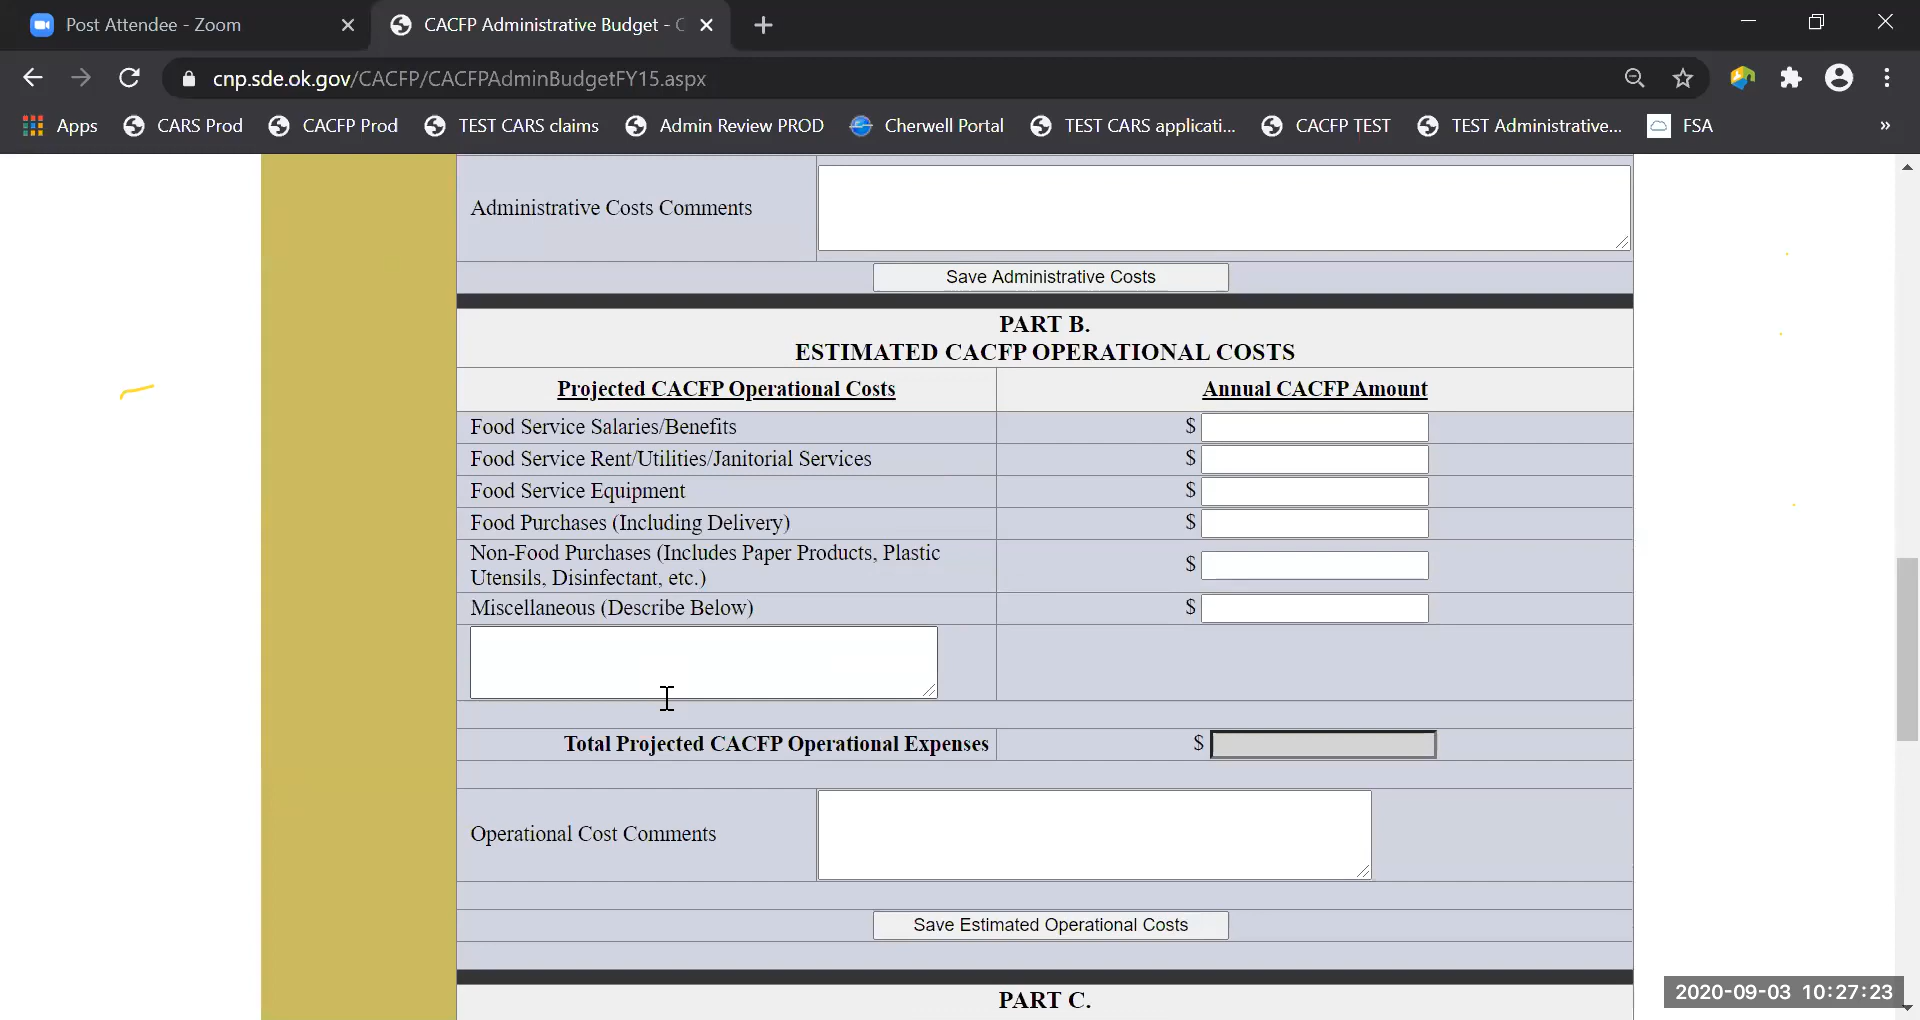 Post Attendee - Zoom
CACFP Administrative Budget - C
cnp.sde.ok.gov/CACFP/CACFPAdminBudgetFY15.aspx
Apps CARS Prod CACFP Prod TEST CARS claims Admin Review PROD Cherwell Portal TEST CARS applicati... CACFP TEST TEST Administrative... FSA »
Administrative Costs Comments
Save Administrative Costs
PART B.
ESTIMATED CACFP OPERATIONAL COSTS
Projected CACFP Operational Costs Annual CACFP Amount
Food Service Salaries/Benefits $
Food Service Rent/Utilities/Janitorial Services $
Food Service Equipment $
Food Purchases (Including Delivery) $
Non-Food Purchases (Includes Paper Products, Plastic
Utensils, Disinfectant, etc.) $
Miscellaneous (Describe Below) $
Total Projected CACFP Operational Expenses $
Operational Cost Comments
Save Estimated Operational Costs
PART C.
2020-09-03 10:27:23